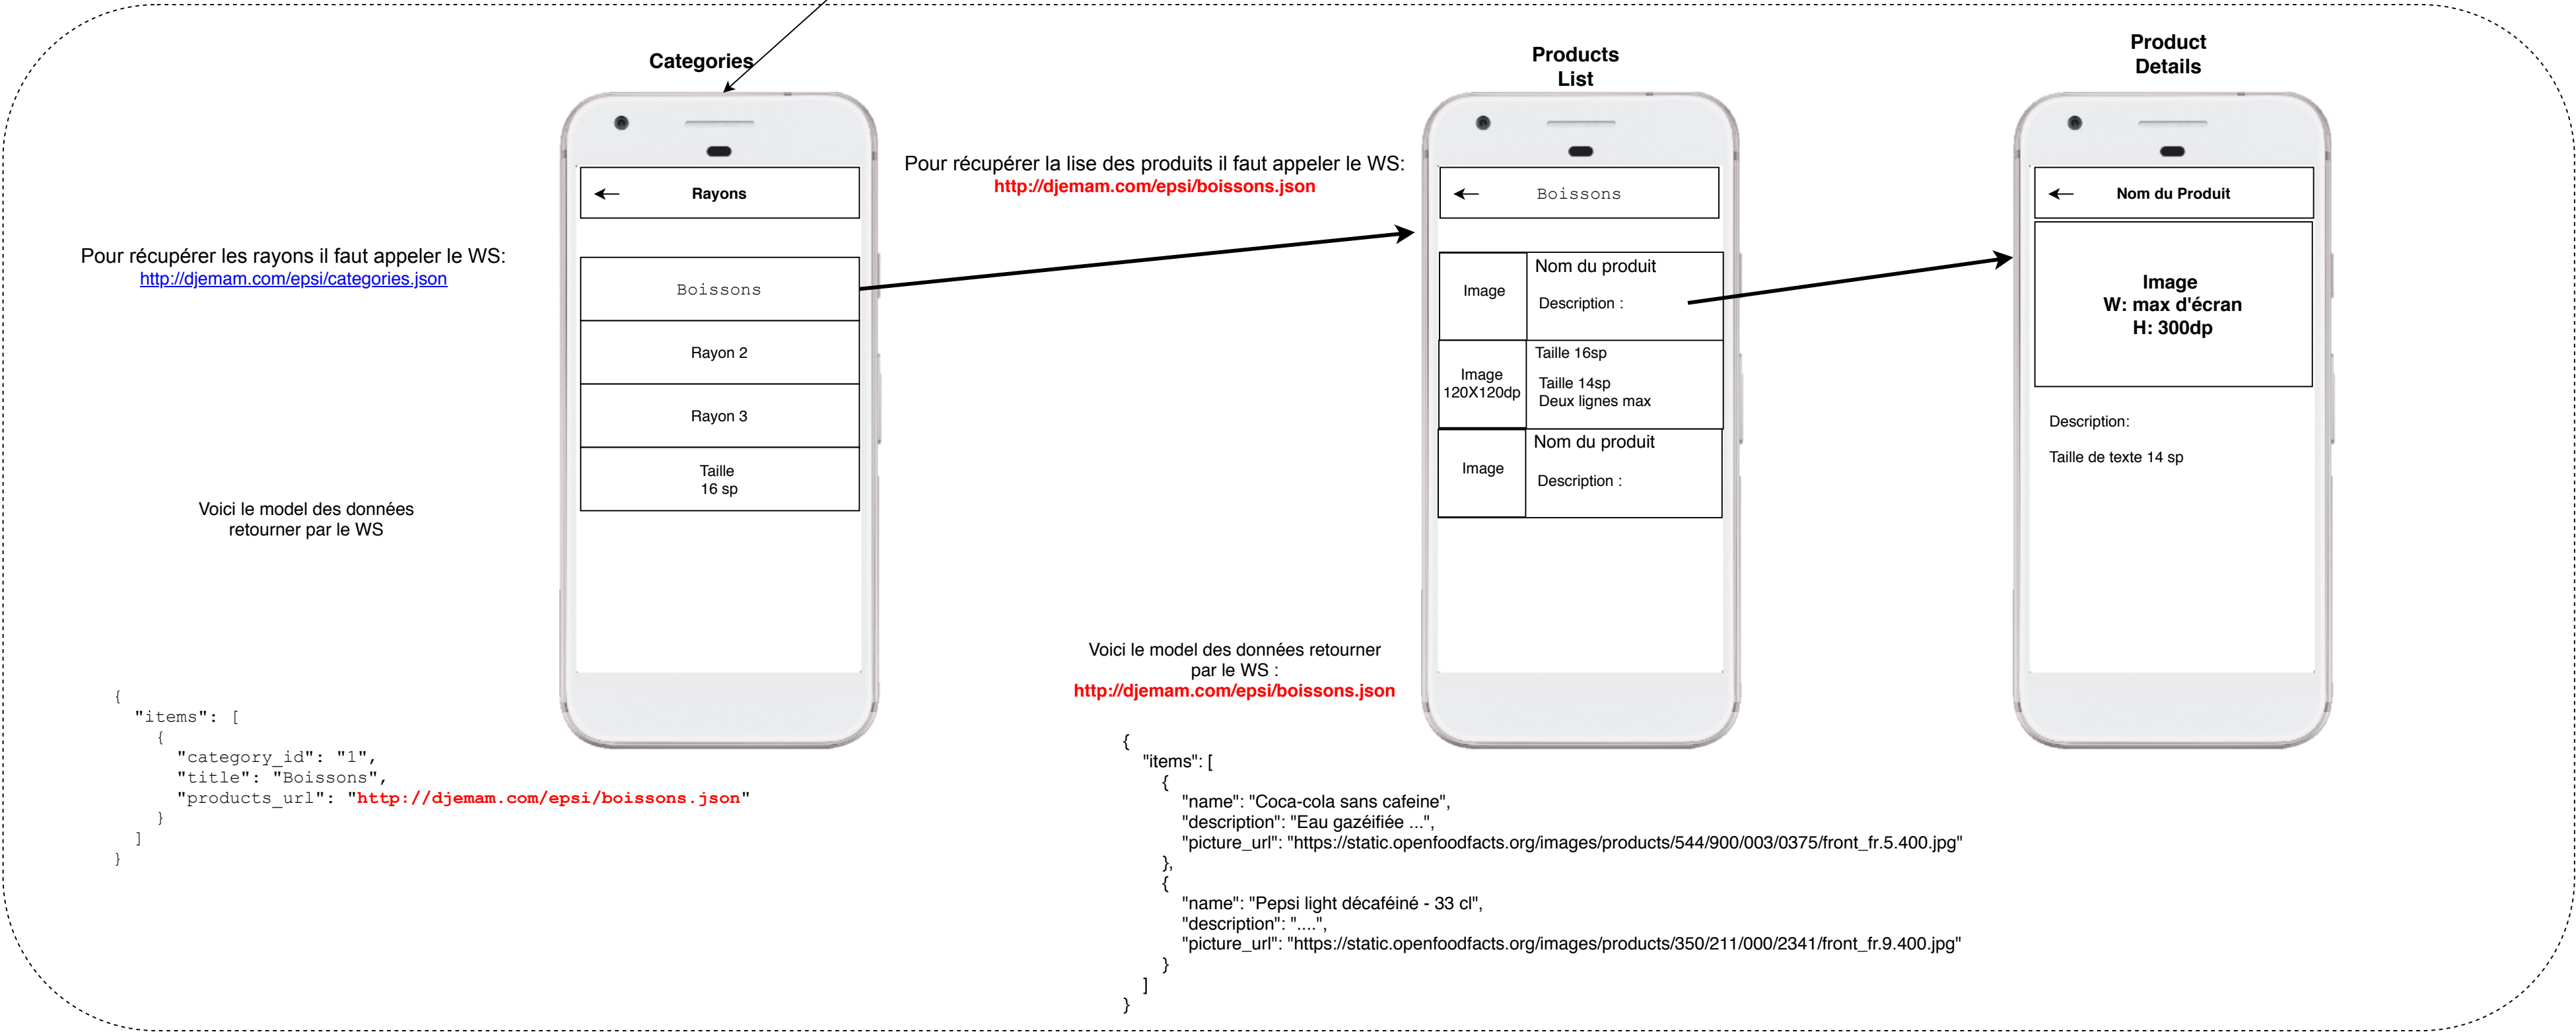 Categories
Rayons
Boissons
Rayon 2
Rayon 3
Taille
16 sp
Pour récupérer les rayons il faut appeler le WS:
http://djemam.com/epsi/categories.json
Voici le model des données
retourner par le WS
{
"items": [
{
"category_id": "1",
"title": "Boissons",
"products_url": "http://djemam.com/epsi/boissons.json"
}
]
}
Pour récupérer la lise des produits il faut appeler le WS:
http://djemam.com/epsi/boissons.json
Products
List
Boissons
Image
Nom du produit
Description :
Image
120X120dp
Taille 16sp
Taille 14sp
Deux lignes max
Image
Nom du produit
Description :
Voici le model des données retourner
par le WS :
http://djemam.com/epsi/boissons.json
{
"items": [
{
"name": "Coca-cola sans cafeine",
"description": "Eau gazéifiée ...",
"picture_url": "https://static.openfoodfacts.org/images/products/544/900/003/0375/front_fr.5.400.jpg"
},
{
"name": "Pepsi light décaféiné - 33 cl",
"description": "....",
"picture_url": "https://static.openfoodfacts.org/images/products/350/211/000/2341/front_fr.9.400.jpg"
}
]
}
Product
Details
Nom du Produit
Image
W: max d'écran
H: 300dp
Description:
Taille de texte 14 sp